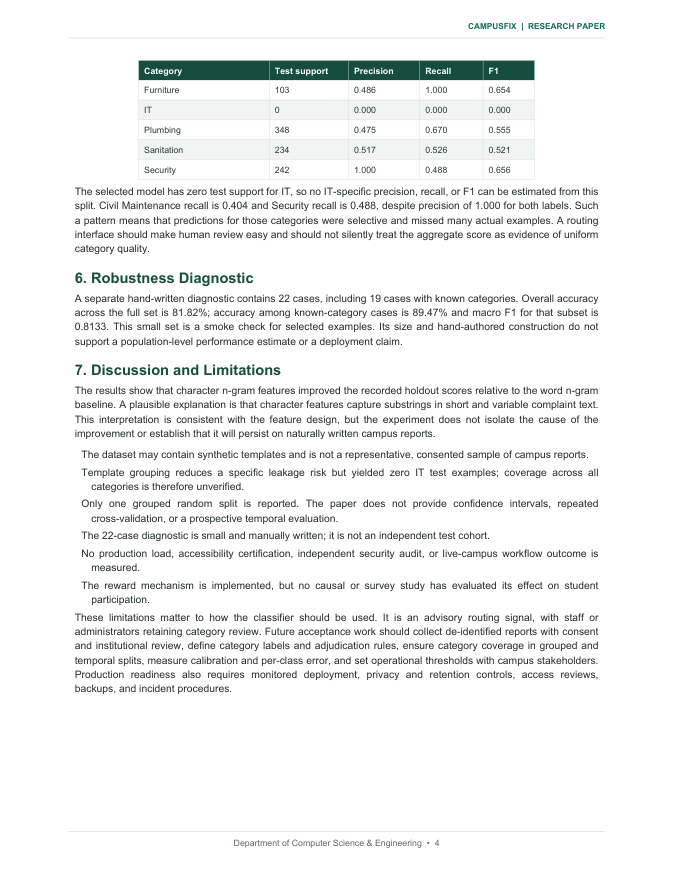 CAMPUSFIX | RESEARCH PAPER
Category Test support Precision Recall F1
Furniture 103 0.486 1.000 0.654
IT 0 0.000 0.000 0.000
Plumbing 348 0.475 0.670 0.555
Sanitation 234 0.517 0.526 0.521
Security 242 1.000 0.488 0.656
The selected model has zero test support for IT, so no IT-specific precision, recall, or F1 can be estimated from this
split. Civil Maintenance recall is 0.404 and Security recall is 0.488, despite precision of 1.000 for both labels. Such
a pattern means that predictions for those categories were selective and missed many actual examples. A routing
interface should make human review easy and should not silently treat the aggregate score as evidence of uniform
category quality.
6. Robustness Diagnostic
A separate hand-written diagnostic contains 22 cases, including 19 cases with known categories. Overall accuracy
across the full set is 81.82%; accuracy among known-category cases is 89.47% and macro F1 for that subset is
0.8133. This small set is a smoke check for selected examples. Its size and hand-authored construction do not
support a population-level performance estimate or a deployment claim.
7. Discussion and Limitations
The results show that character n-gram features improved the recorded holdout scores relative to the word n-gram
baseline. A plausible explanation is that character features capture substrings in short and variable complaint text.
This interpretation is consistent with the feature design, but the experiment does not isolate the cause of the
improvement or establish that it will persist on naturally written campus reports.
The dataset may contain synthetic templates and is not a representative, consented sample of campus reports.
Template grouping reduces a specific leakage risk but yielded zero IT test examples; coverage across all
categories is therefore unverified.
Only one grouped random split is reported. The paper does not provide confidence intervals, repeated
cross-validation, or a prospective temporal evaluation.
The 22-case diagnostic is small and manually written; it is not an independent test cohort.
No production load, accessibility certification, independent security audit, or live-campus workflow outcome is
measured.
The reward mechanism is implemented, but no causal or survey study has evaluated its effect on student
participation.
These limitations matter to how the classifier should be used. It is an advisory routing signal, with staff or
administrators retaining category review. Future acceptance work should collect de-identified reports with consent
and institutional review, define category labels and adjudication rules, ensure category coverage in grouped and
temporal splits, measure calibration and per-class error, and set operational thresholds with campus stakeholders.
Production readiness also requires monitored deployment, privacy and retention controls, access reviews,
backups, and incident procedures.
Department of Computer Science & Engineering • 4